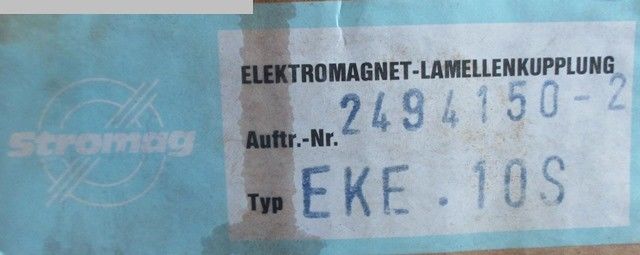 Stromag
ELEKTROMAGNET-LAMELLENKUPPLUNG
Auftr.-Nr. 2494150-2
Typ EKE.10S